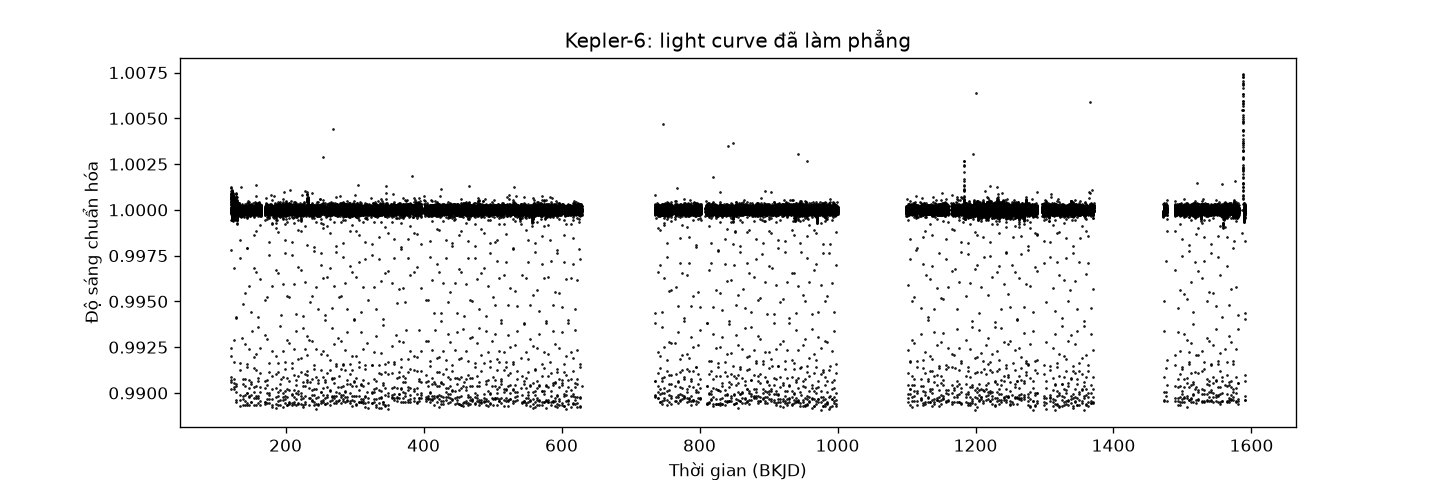 Kepler-6: light curve đã làm phẳng
Độ sáng chuẩn hóa
1.0075
1.0050
1.0025
1.0000
0.9975
0.9950
0.9925
0.9900
200 400 600 800 1000 1200 1400 1600
Thời gian (BKJD)